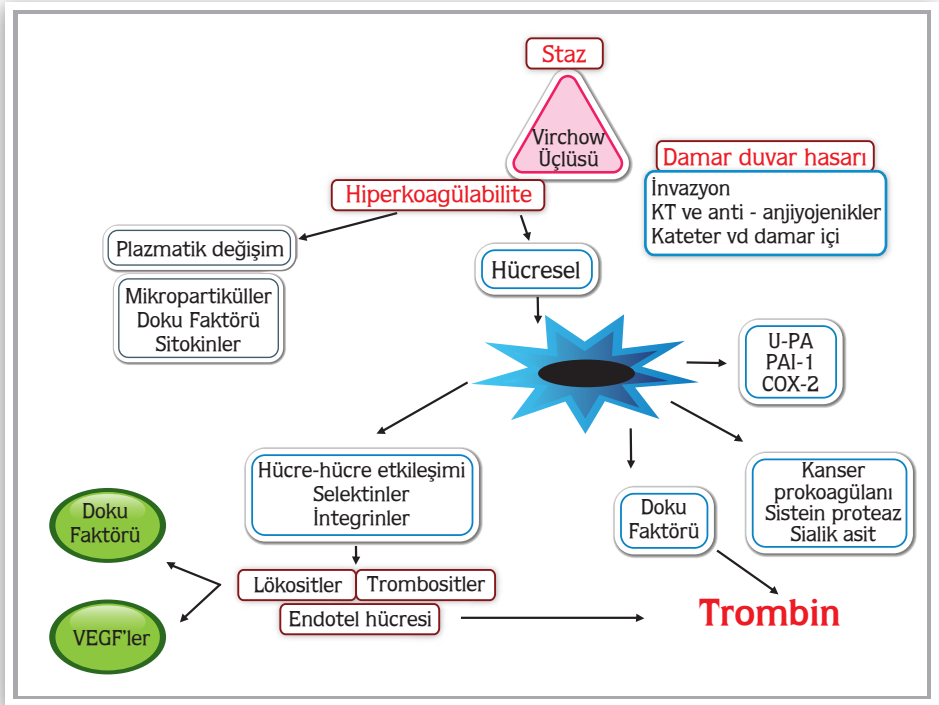 Staz
Virchow
Üçlüsü
Damar duvar hasarı
İnvazyon
KT ve anti - anjiyojenikler
Kateter vd damar içi
Hiperkoagülabilite
Plazmatik değişim
Mikropartiküller
Doku Faktörü
Sitokinler
Hücresel
U-PA
PAI-1
COX-2
Hücre-hücre etkileşimi
Selektinler
İntegrinler
Kanser
prokoagülanı
Sistein proteaz
Sialik asit
Doku
Faktörü
Doku
Faktörü
Lökositler
Trombositler
Endotel hücresi
VEGF'ler
Trombin